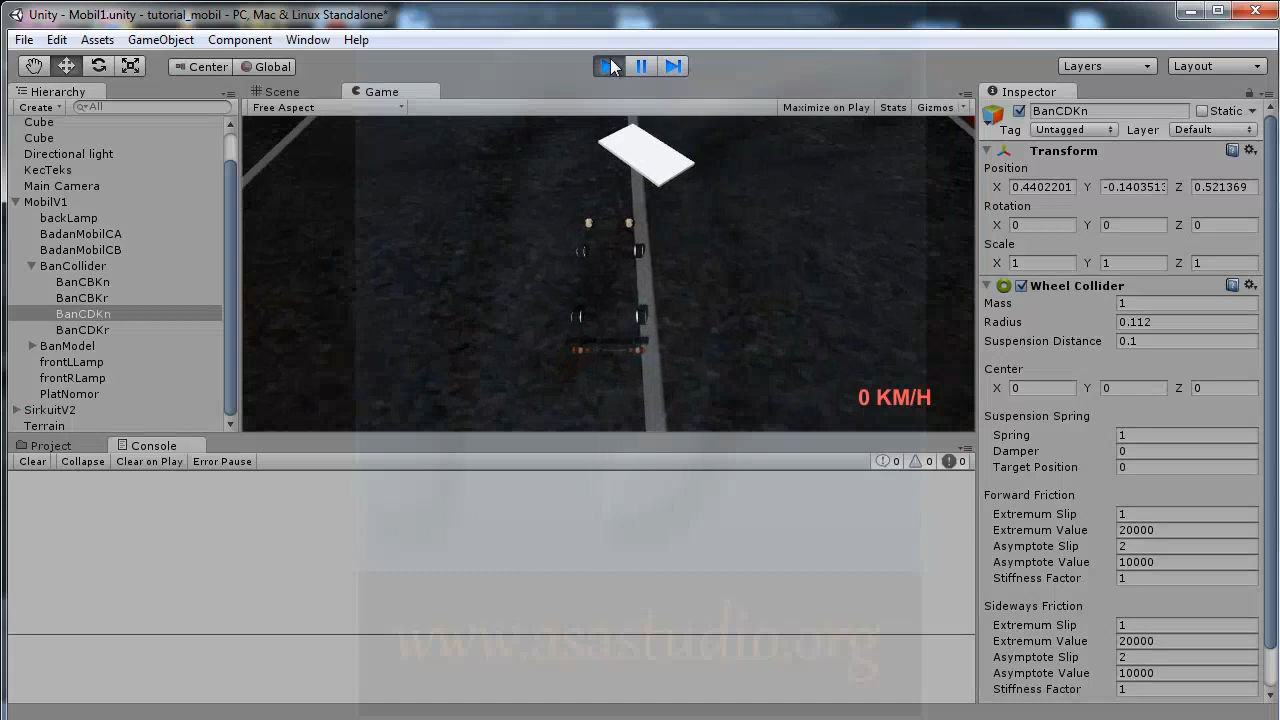 Unity - Mobil1.unity - tutorial_mobil - PC, Mac & Linux Standalone*
File Edit Assets GameObject Component Window Help
Center Global Layers Layout
Hierarchy
Create All
Cube
Cube
Directional light
KecTeks
Main Camera
MobilV1
backLamp
BadanMobilCA
BadanMobilCB
BanCollider
BanCBKn
BanCBKr
BanCDKn
BanCDKr
BanModel
frontLLamp
frontRLamp
PlatNomor
SirkuitV2
Terrain
Scene Game
Free Aspect Maximize on Play Stats Gizmos
0 KM/H
Project Console
Clear Collapse Clear on Play Error Pause 0 0 0
www.asastudio.org
Inspector
BanCDKn Static
Tag Untagged Layer Default
Transform
Position
X 0.4402201 Y -0.1403513 Z 0.521369
Rotation
X 0 Y 0 Z 0
Scale
X 1 Y 1 Z 1
Wheel Collider
Mass 1
Radius 0.112
Suspension Distance 0.1
Center
X 0 Y 0 Z 0
Suspension Spring
Spring 1
Damper 0
Target Position 0
Forward Friction
Extremum Slip 1
Extremum Value 20000
Asymptote Slip 2
Asymptote Value 10000
Stiffness Factor 1
Sideways Friction
Extremum Slip 1
Extremum Value 20000
Asymptote Slip 2
Asymptote Value 10000
Stiffness Factor 1